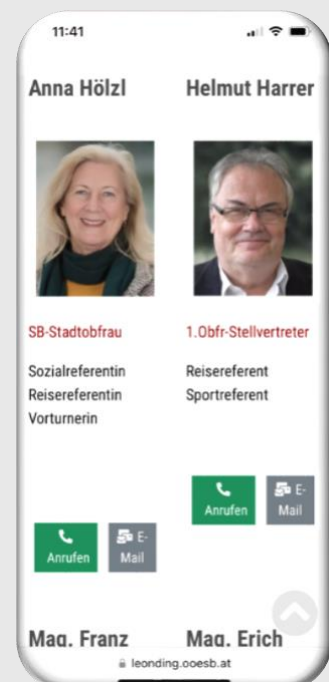 11:41
Anna Hölzl
Helmut Harrer
SB-Stadtobfrau
1.Obfr-Stellvertreter
Sozialreferentin
Reisereferentin
Vorturnerin
Reisereferent
Sportreferent
Anrufen
E-
Mail
Anrufen
E-
Mail
Mag. Franz
Mag. Erich
leonding.ooesb.at